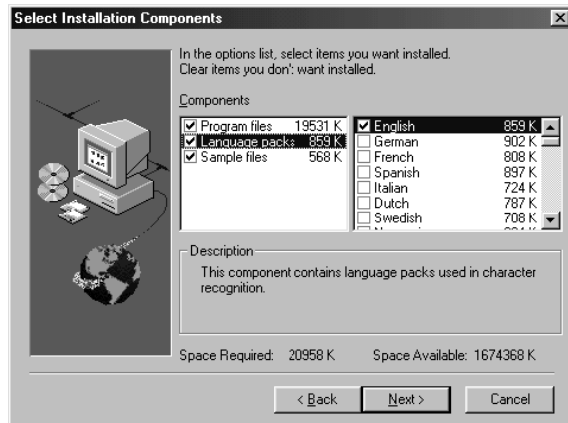 Select Installation Components
In the options list, select items you want installed.
Clear items you don't want installed.
Components
Program files 19531 K
Language packs 859 K
Sample files 568 K
English 859 K
German 902 K
French 808 K
Spanish 897 K
Italian 724 K
Dutch 787 K
Swedish 708 K
Description
This component contains language packs used in character
recognition.
Space Required: 20958 K Space Available: 1674368 K
< Back Next > Cancel